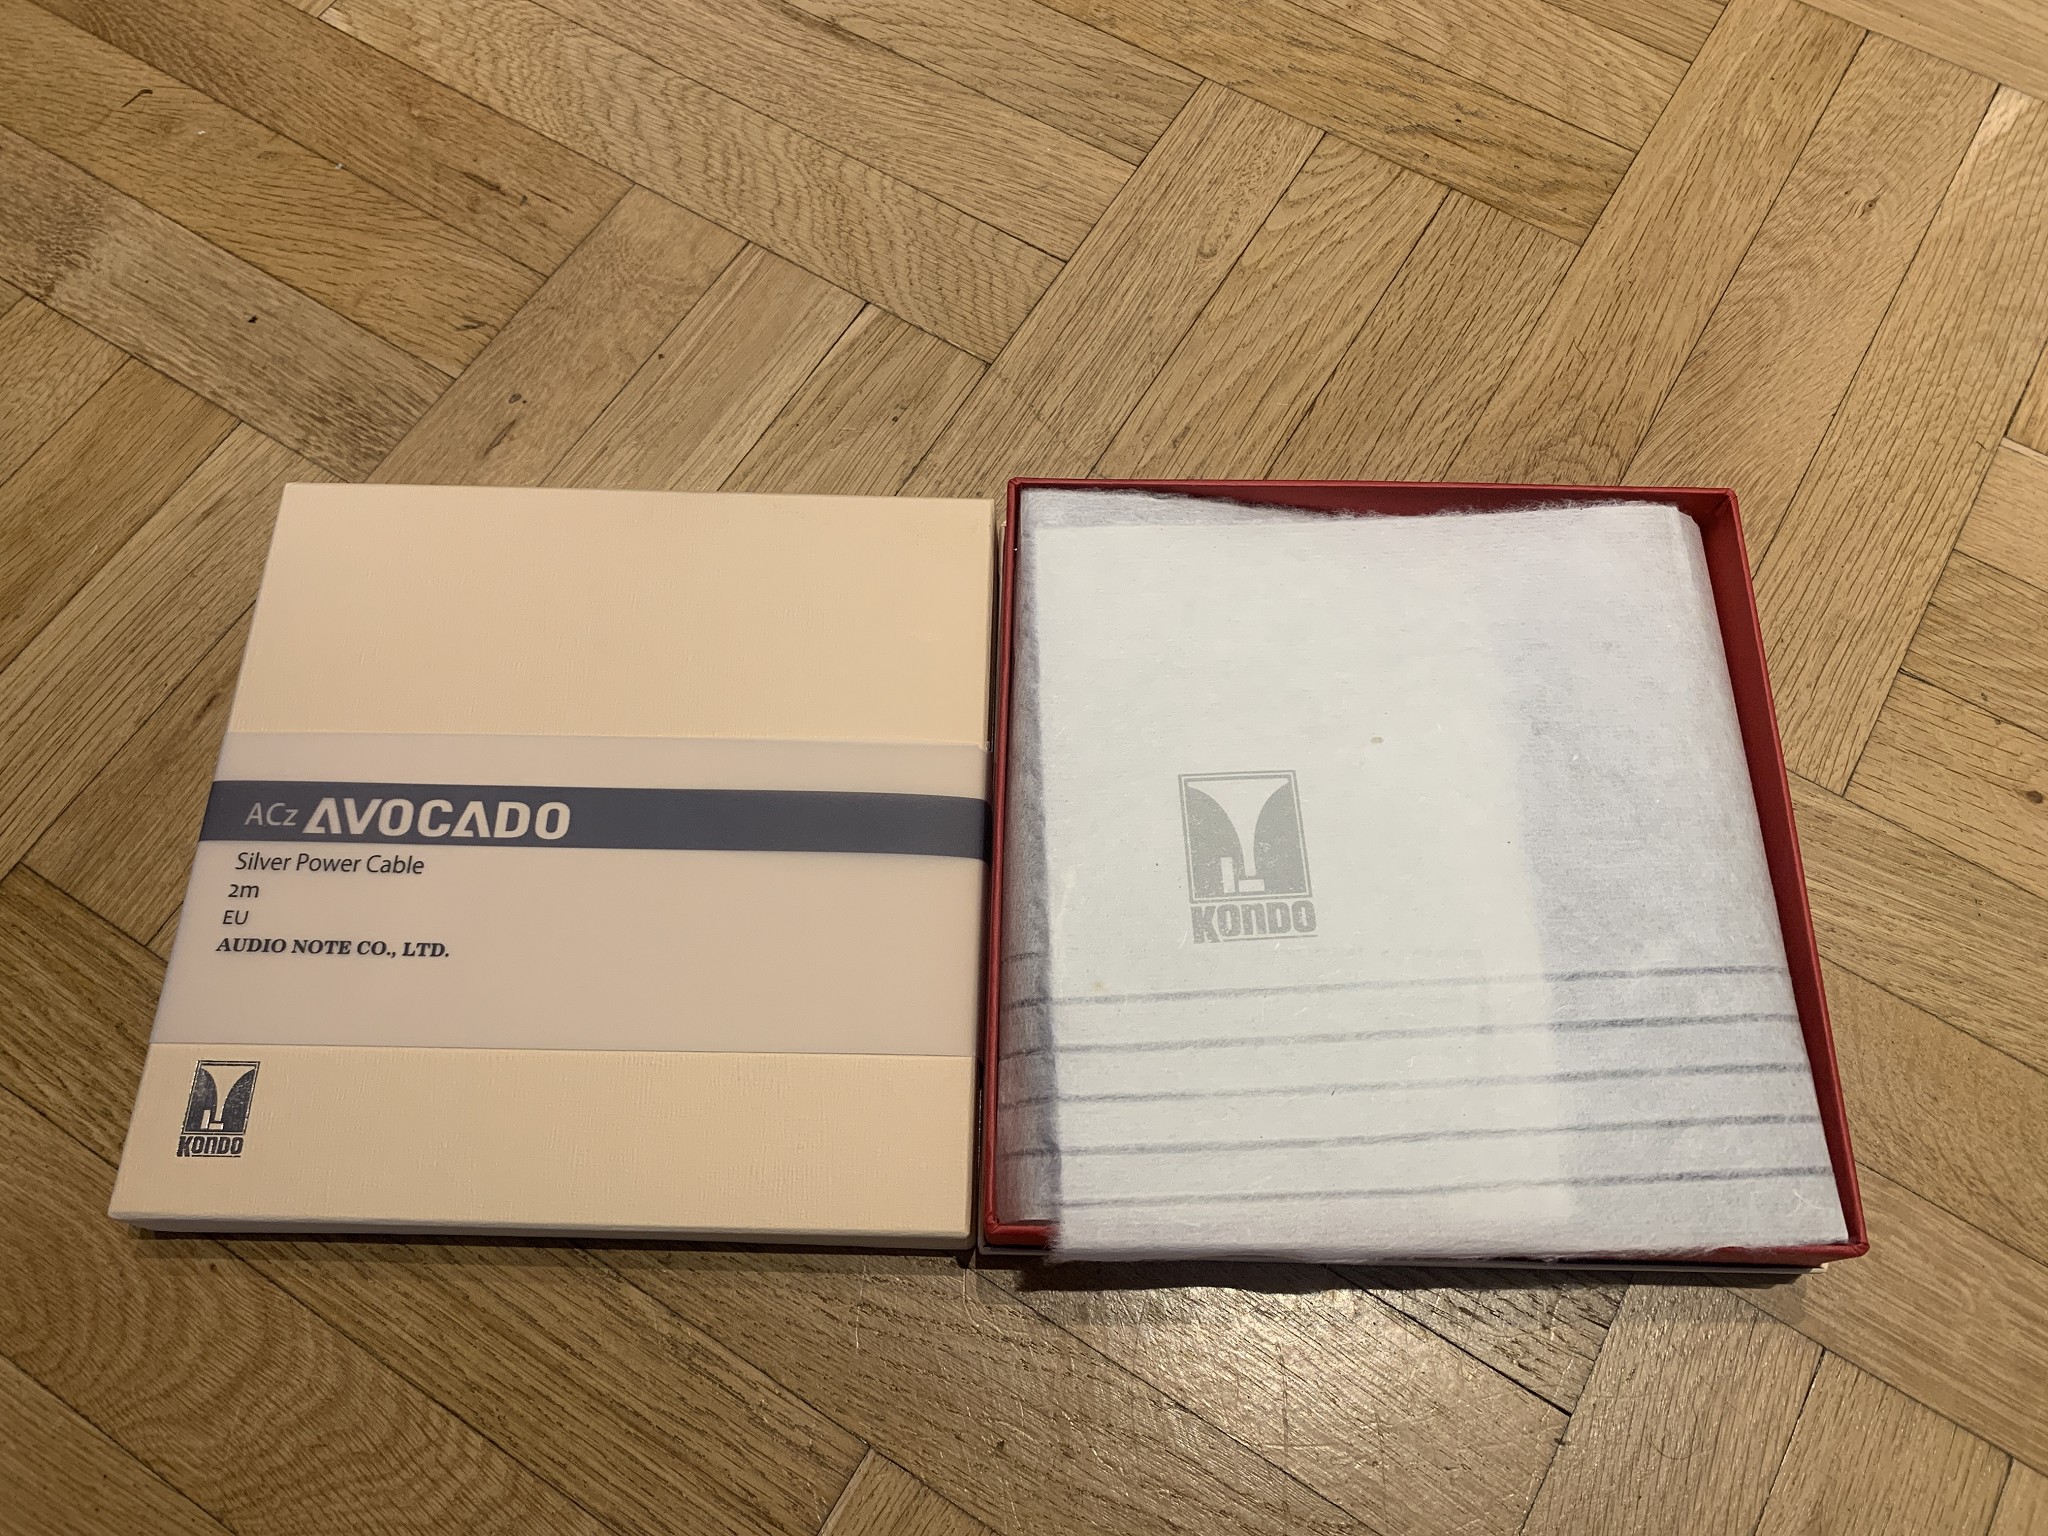 ACz AVOCADO
Silver Power Cable
2m
EU
AUDIO NOTE CO., LTD.
KONDO
KONDO